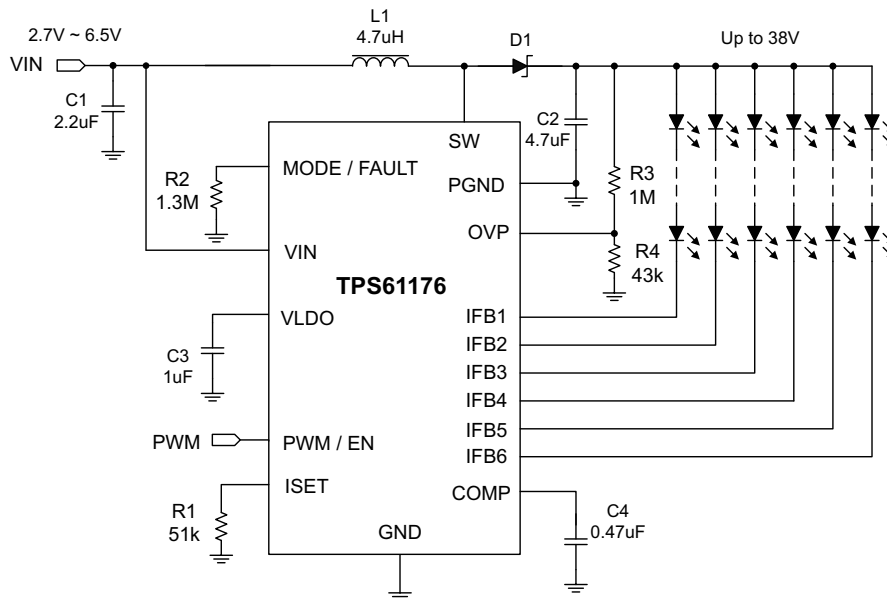 L1
4.7uH
2.7V ~ 6.5V
VIN
D1
Up to 38V
C1
2.2uF
C2
4.7uF
SW
R2
1.3M
MODE / FAULT
PGND
R3
1M
VIN
OVP
R4
43k
TPS61176
VLDO
IFB1
C3
1uF
IFB2
IFB3
IFB4
PWM
PWM / EN
IFB5
IFB6
R1
51k
ISET
COMP
C4
0.47uF
GND